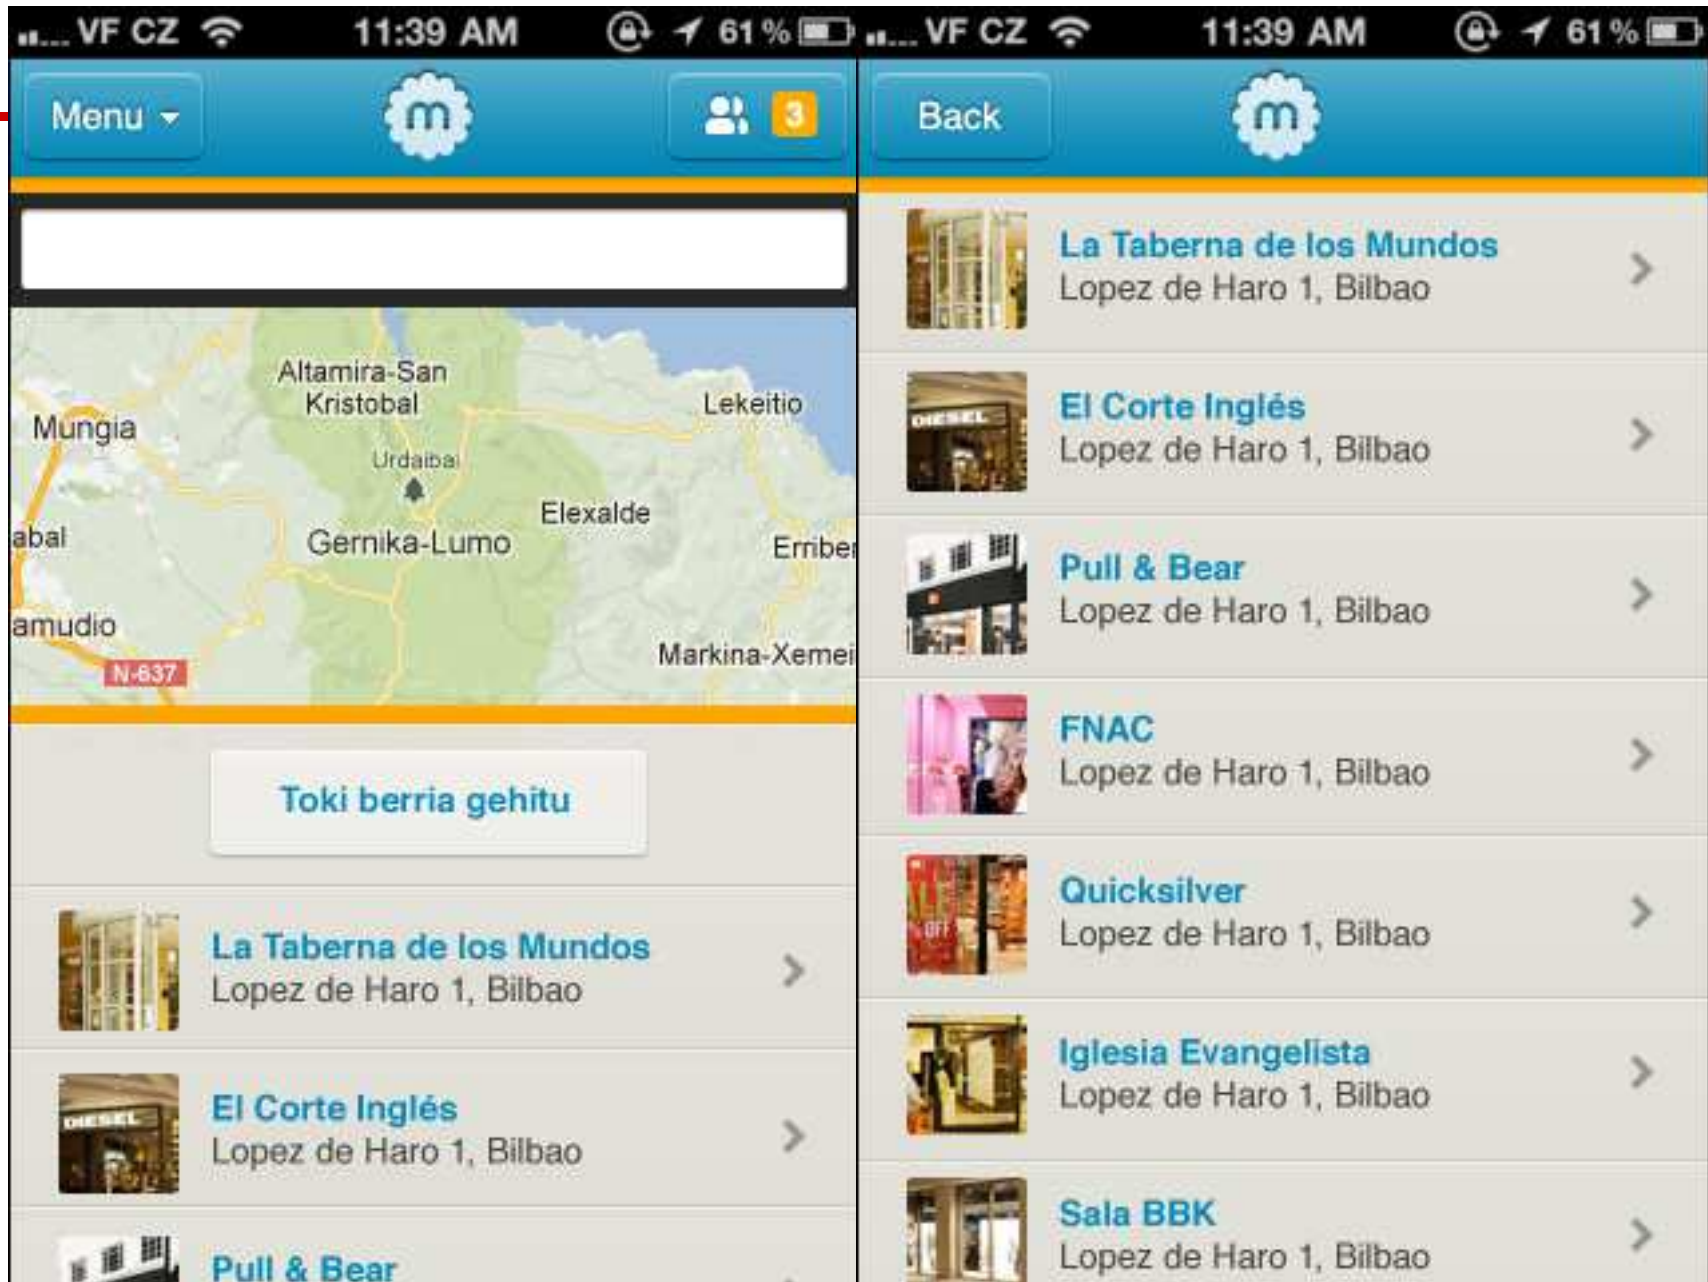 VF CZ 11:39 AM 61%
Menu m 3
Altamira-San
Kristobal
Lekeitio
Mungia
Urdaibai
Elexalde
abal
Gernika-Lumo
Erriber
amudio
Markina-Xemei
N-637
Toki berria gehitu
La Taberna de los Mundos
Lopez de Haro 1, Bilbao
DIESEL
El Corte Inglés
Lopez de Haro 1, Bilbao
Pull & Bear
VF CZ 11:39 AM 61%
Back m
La Taberna de los Mundos
Lopez de Haro 1, Bilbao
DIESEL
El Corte Inglés
Lopez de Haro 1, Bilbao
Pull & Bear
Lopez de Haro 1, Bilbao
FNAC
Lopez de Haro 1, Bilbao
OFF
Quicksilver
Lopez de Haro 1, Bilbao
Iglesia Evangelista
Lopez de Haro 1, Bilbao
Sala BBK
Lopez de Haro 1, Bilbao